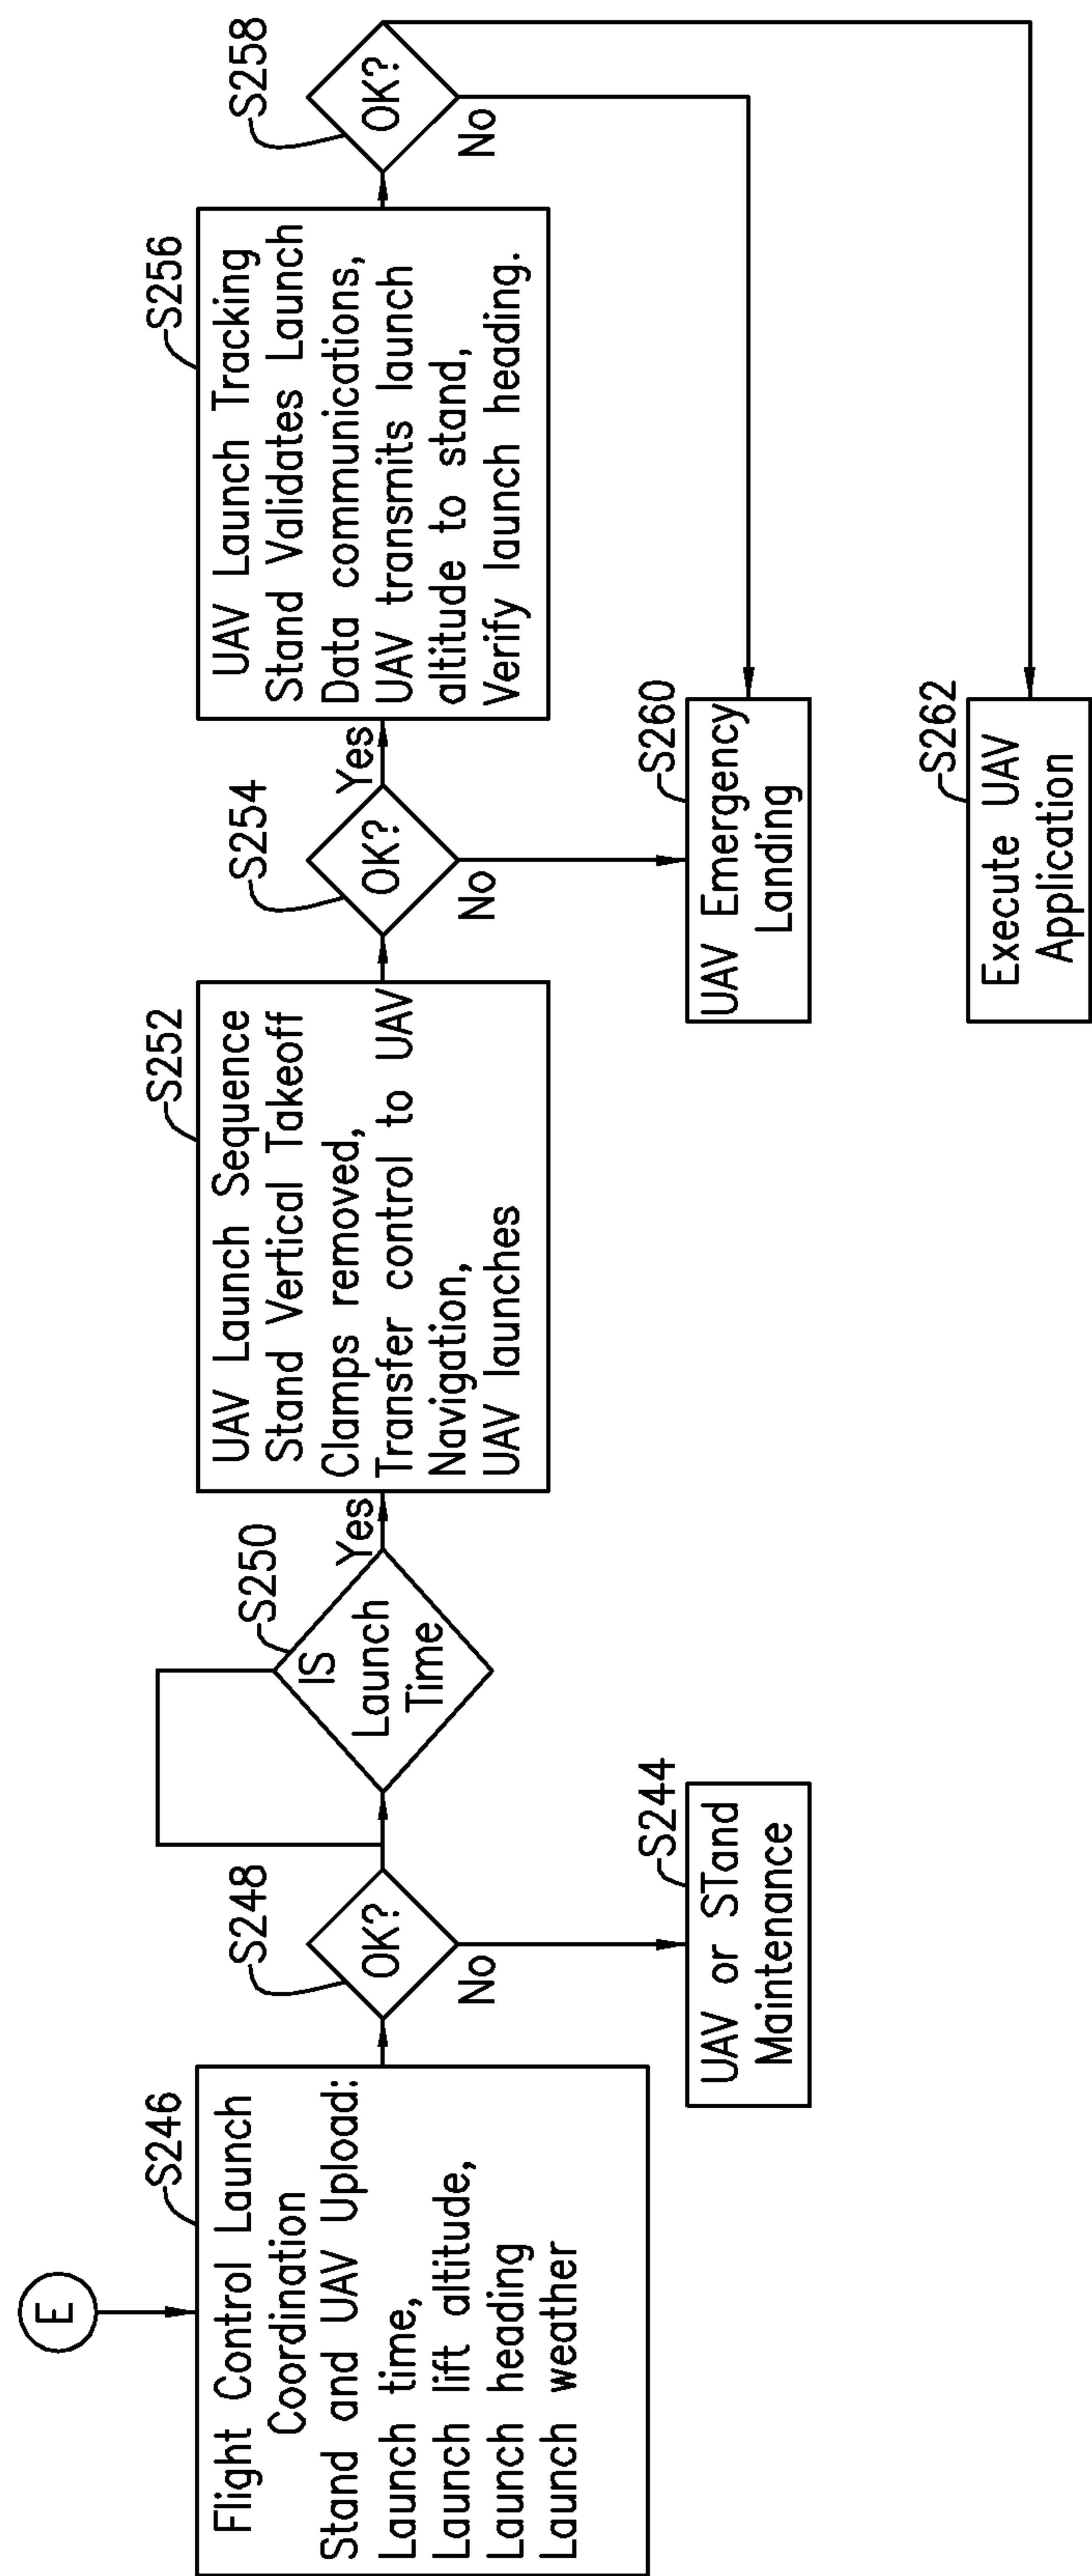 E
S246
Flight Control Launch
Coordination
Stand and UAV Upload:
Launch time,
Launch lift altitude,
Launch heading
Launch weather
S248
OK?
No
S244
UAV or STand
Maintenance
S250
IS
Launch
Time
Yes
S252
UAV Launch Sequence
Stand Vertical Takeoff
Clamps removed,
Transfer control to UAV
Navigation,
UAV launches
S254
OK?
Yes
No
S256
UAV Launch Tracking
Stand Validates Launch
Data communications,
UAV transmits launch
altitude to stand,
Verify launch heading.
S258
OK?
No
S260
UAV Emergency
Landing
S262
Execute UAV
Application